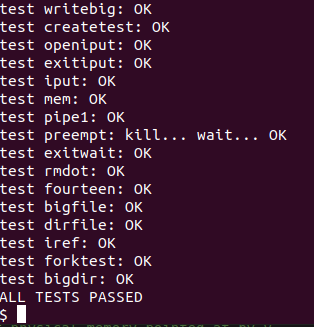 test writebig: OK
test createtest: OK
test openiput: OK
test exitiput: OK
test iput: OK
test mem: OK
test pipe1: OK
test preempt: kill... wait... OK
test exitwait: OK
test rmdot: OK
test fourteen: OK
test bigfile: OK
test dirfile: OK
test iref: OK
test forktest: OK
test bigdir: OK
ALL TESTS PASSED
$